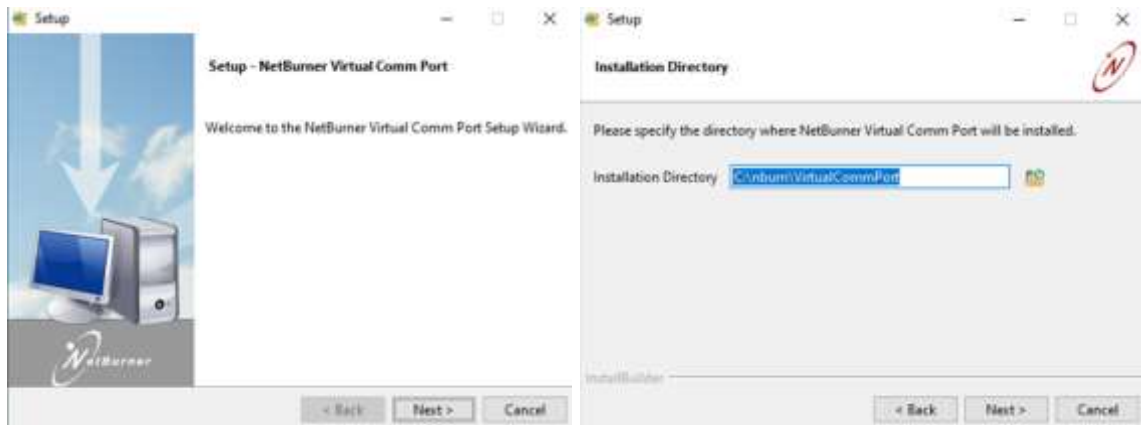 Setup
Setup - NetBurner Virtual Comm Port
Welcome to the NetBurner Virtual Comm Port Setup Wizard.
NetBurner
< Back
Next >
Cancel
Setup
Installation Directory
N
Please specify the directory where NetBurner Virtual Comm Port will be installed.
Installation Directory
C:\nburn\VirtualCommPort
InstallBuilder
< Back
Next >
Cancel